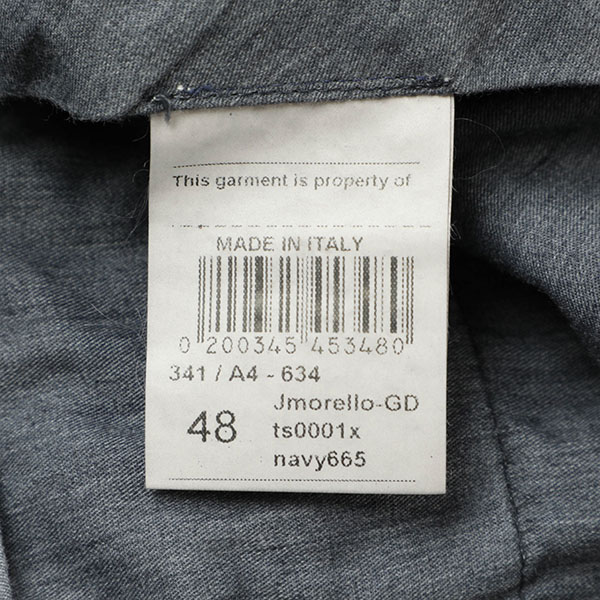 This garment is property of
MADE IN ITALY
0 200345 453480
341 / A4 - 634
48
Jmorello-GD
ts0001x
navy665